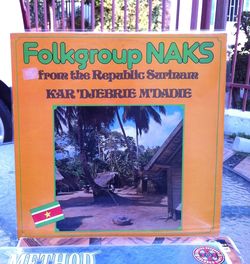 Folkgroup NAKS
from the Republic Surinam
KAR 'DJEBRIE M'DADIE
METHOD